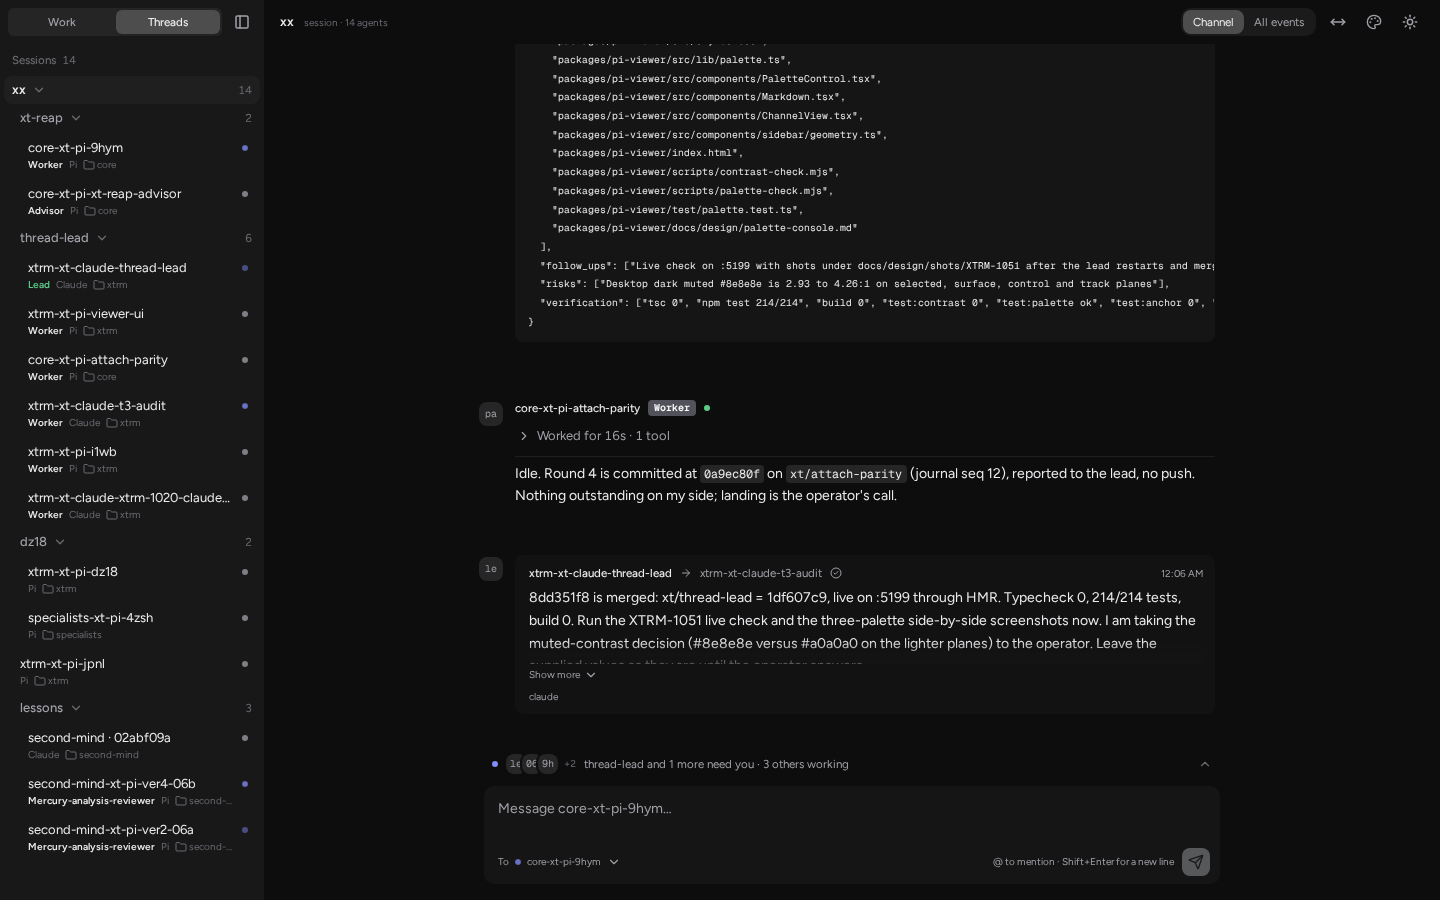 Work
Threads
Sessions 14
xx
14
xt-reap
2
core-xt-pi-9hym
Worker Pi core
core-xt-pi-xt-reap-advisor
Advisor Pi core
thread-lead
6
xtrm-xt-claude-thread-lead
Lead Claude xtrm
xtrm-xt-pi-viewer-ui
Worker Pi xtrm
core-xt-pi-attach-parity
Worker Pi core
xtrm-xt-claude-t3-audit
Worker Claude xtrm
xtrm-xt-pi-i1wb
Worker Pi xtrm
xtrm-xt-claude-xtrm-1020-claude...
Worker Claude xtrm
dz18
2
xtrm-xt-pi-dz18
Pi xtrm
specialists-xt-pi-4zsh
Pi specialists
xtrm-xt-pi-jpnl
Pi xtrm
lessons
3
second-mind · 02abf09a
Claude second-mind
second-mind-xt-pi-ver4-06b
Mercury-analysis-reviewer Pi second-...
second-mind-xt-pi-ver2-06a
Mercury-analysis-reviewer Pi second-...
xx session · 14 agents
Channel
All events
"packages/pi-viewer/src/lib/palette.ts",
"packages/pi-viewer/src/components/PaletteControl.tsx",
"packages/pi-viewer/src/components/Markdown.tsx",
"packages/pi-viewer/src/components/ChannelView.tsx",
"packages/pi-viewer/src/components/sidebar/geometry.ts",
"packages/pi-viewer/index.html",
"packages/pi-viewer/scripts/contrast-check.mjs",
"packages/pi-viewer/scripts/palette-check.mjs",
"packages/pi-viewer/test/palette.test.ts",
"packages/pi-viewer/docs/design/palette-console.md"
],
"follow_ups": ["Live check on :5199 with shots under docs/design/shots/XTRM-1051 after the lead restarts and merg
"risks": ["Desktop dark muted #8e8e8e is 2.93 to 4.26:1 on selected, surface, control and track planes"],
"verification": ["tsc 0", "npm test 214/214", "build 0", "test:contrast 0", "test:palette ok", "test:anchor 0", "
}
pa
core-xt-pi-attach-parity Worker
Worked for 16s · 1 tool
Idle. Round 4 is committed at 0a9ec80f on xt/attach-parity (journal seq 12), reported to the lead, no push.
Nothing outstanding on my side; landing is the operator's call.
le
xtrm-xt-claude-thread-lead → xtrm-xt-claude-t3-audit
12:06 AM
8dd351f8 is merged: xt/thread-lead = 1df607c9, live on :5199 through HMR. Typecheck 0, 214/214 tests,
build 0. Run the XTRM-1051 live check and the three-palette side-by-side screenshots now. I am taking the
muted-contrast decision (#8e8e8e versus #a0a0a0 on the lighter planes) to the operator. Leave the
supplied values as they are until the operator answers.
Show more
claude
le 06 9h +2 thread-lead and 1 more need you · 3 others working
Message core-xt-pi-9hym...
To core-xt-pi-9hym
@ to mention · Shift+Enter for a new line